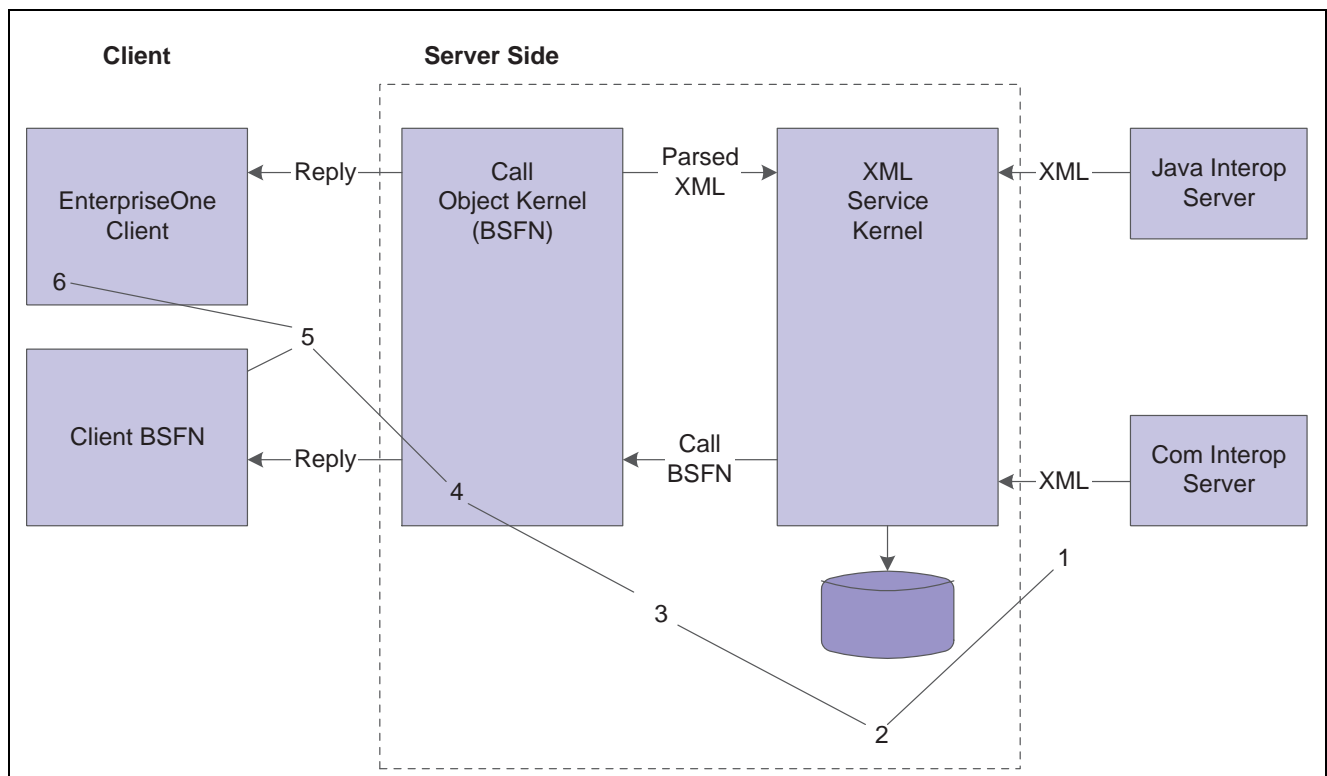 Client
Server Side
EnterpriseOne
Client
6
Reply
Call
Object Kernel
(BSFN)
Parsed
XML
XML
Service
Kernel
XML
Java Interop
Server
5
Client BSFN
Reply
4
Call
BSFN
XML
Com Interop
Server
1
3
2